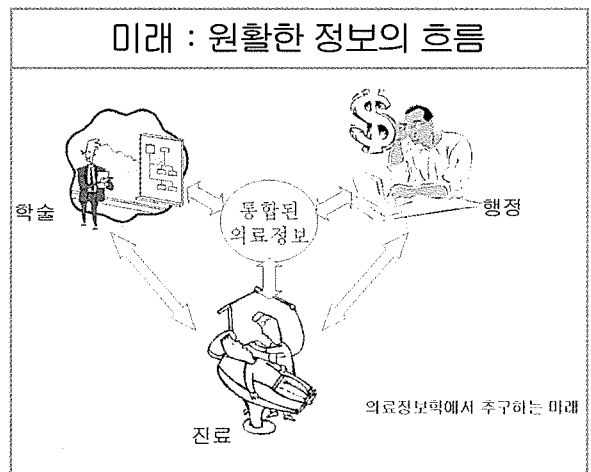 미래 : 원활한 정보의 흐름
$
학술
통합된
의료정보
행정
진료
의료정보학에서 추구하는 미래